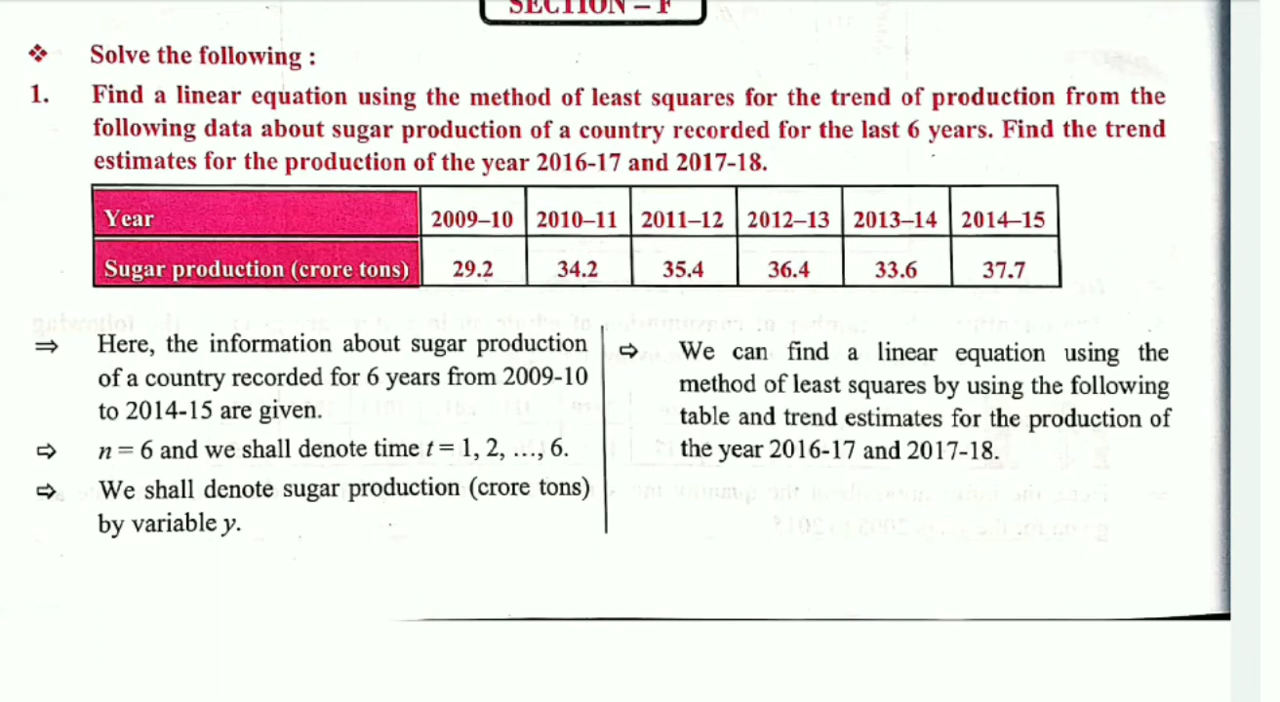 SECTION – F
❖ Solve the following :
1. Find a linear equation using the method of least squares for the trend of production from the
following data about sugar production of a country recorded for the last 6 years. Find the trend
estimates for the production of the year 2016-17 and 2017-18.
Year 2009–10 2010–11 2011–12 2012–13 2013–14 2014–15
Sugar production (crore tons) 29.2 34.2 35.4 36.4 33.6 37.7
⇒ Here, the information about sugar production
of a country recorded for 6 years from 2009-10
to 2014-15 are given.
⇒ n = 6 and we shall denote time t = 1, 2, ..., 6.
⇒ We shall denote sugar production (crore tons)
by variable y.
⇒ We can find a linear equation using the
method of least squares by using the following
table and trend estimates for the production of
the year 2016-17 and 2017-18.